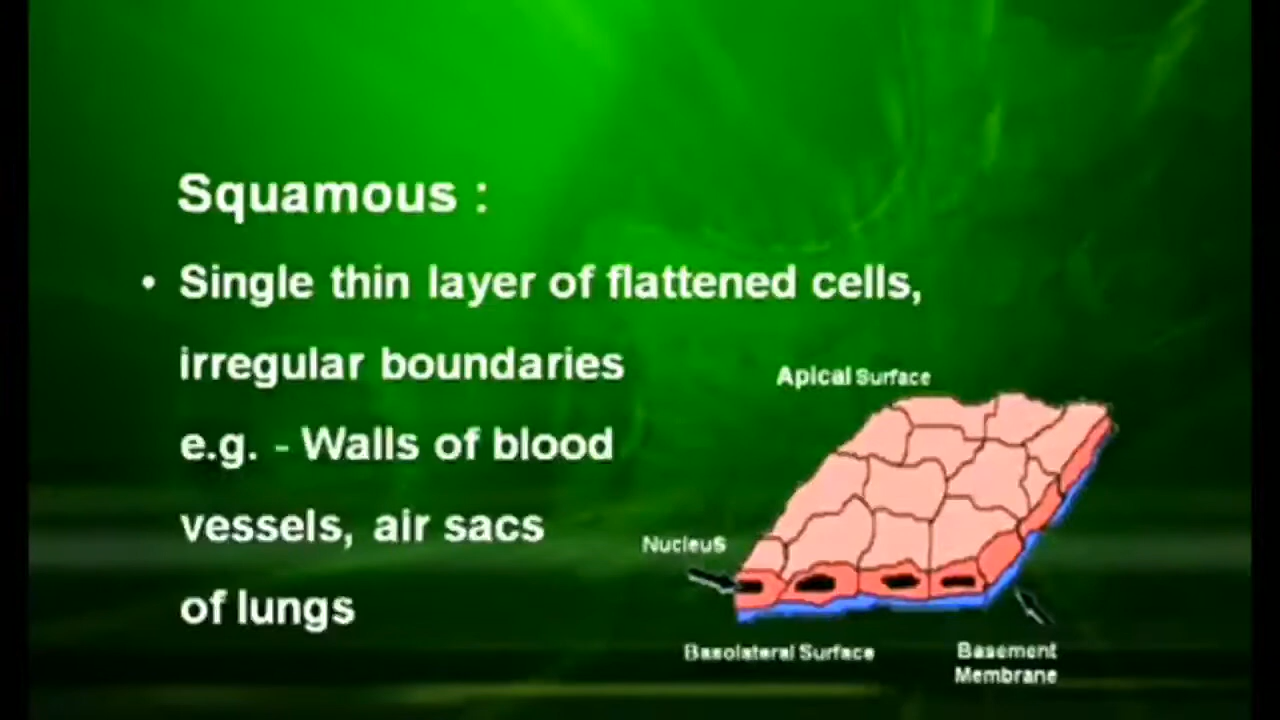 Squamous :
• Single thin layer of flattened cells,
irregular boundaries
e.g. - Walls of blood
vessels, air sacs
of lungs
Apical Surface
Nucleus
Basolateral Surface
Basement
Membrane